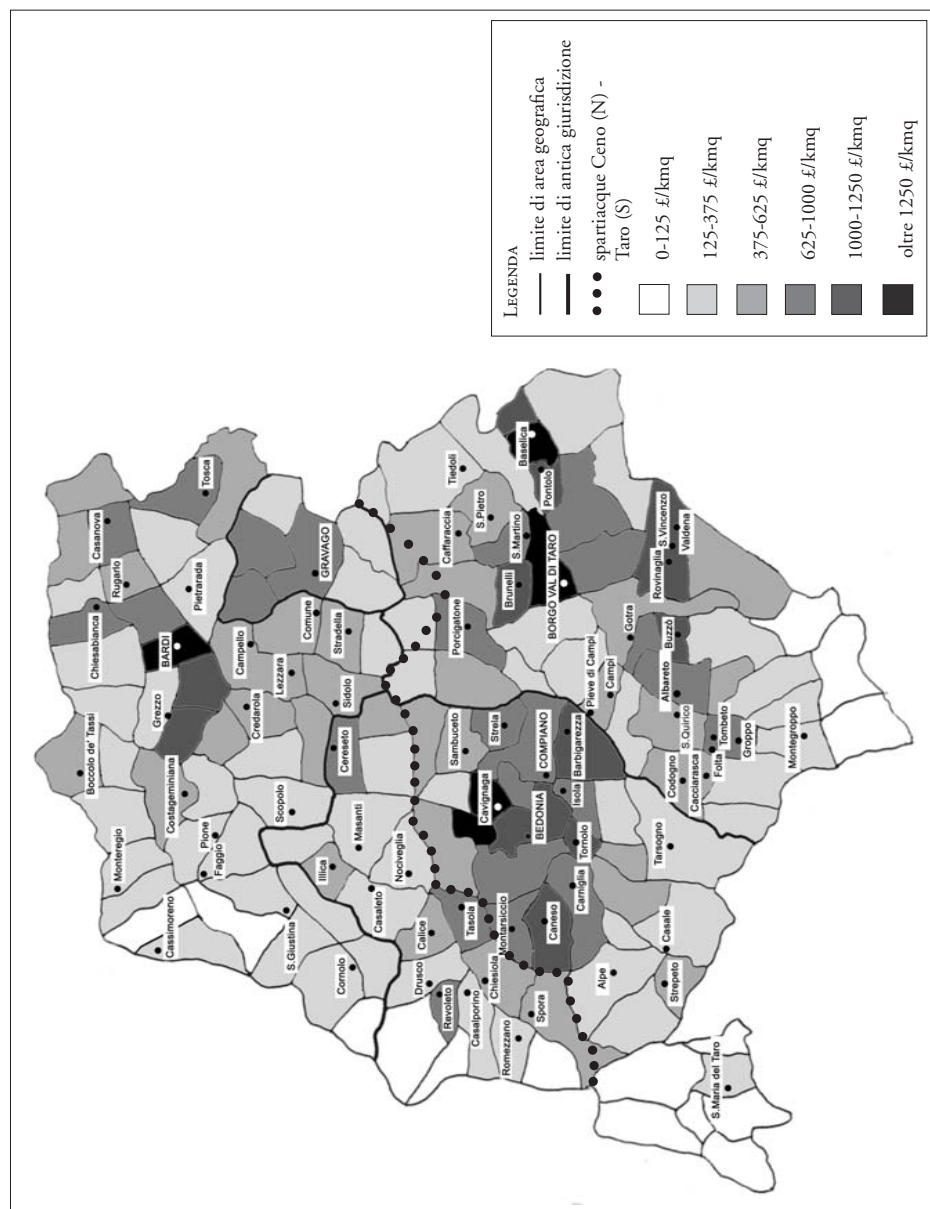 Boccolo de' Tassi
Chiesabianca
Casanova
Monteregio
Rugarlo
Grezzo
BARDI
Cassimoreno
Costageminiana
Pietrarada
Pione
Tosca
Faggio
Campello
Credarola
Scopolo
Lezzara
S.Giustina
Comune
Illica
Sidolo
GRAVAGO
Stradella
Cornolo
Cereseto
Masanti
Casaleto
Nociveglia
Drusco
Calice
Revoleto
Caffaraccia
Tiedoli
Sambuceto
Porcigatone
Tasola
Casalporino
S.Pietro
Cavignaga
Chiesiola
Strela
Montarsiccio
Romezzano
Brunelli
S.Martino
Baselica
Spora
BEDONIA
COMPIANO
Pontolo
Caneso
BORGO VAL DI TARO
Isola
Barbigarezza
Carniglia
Tornolo
Pieve di Campi
Alpe
Campi
Gotra
Tarsogno
Rovinaglia
S.Vincenzo
Casale
Albareto
Buzzò
Strepeto
Codogno
S.Quirico
Valdena
Cacciarasca
Folta
Tombeto
S.Maria del Taro
Groppo
Montegroppo
LEGENDA
limite di area geografica
limite di antica giurisdizione
spartiacque Ceno (N) -
Taro (S)
0-125 £/kmq
125-375 £/kmq
375-625 £/kmq
625-1000 £/kmq
1000-1250 £/kmq
oltre 1250 £/kmq